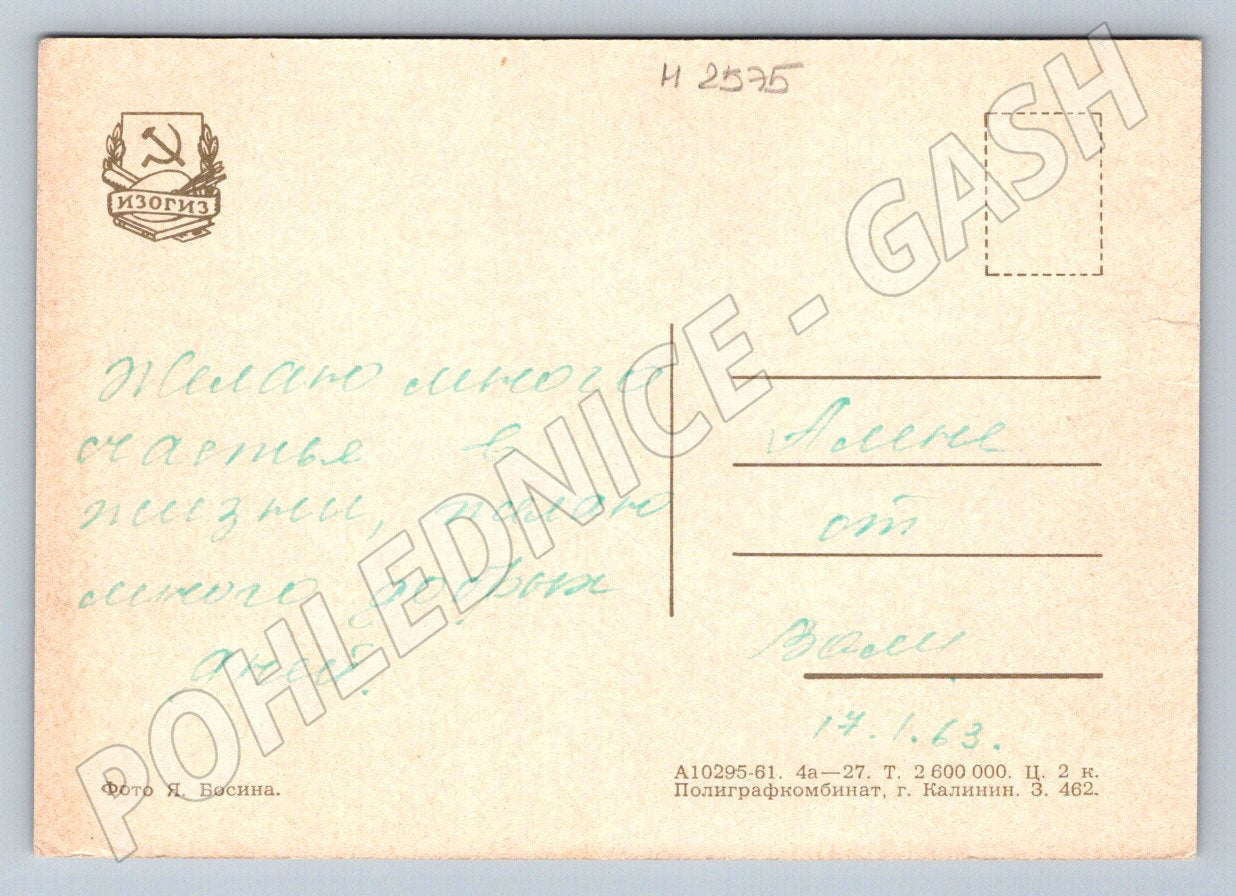 Н 2575
ИЗОГИЗ
Желаю много
счастья в
жизни, желаю
много добрых
дней.
Алене
от
Вали
17.1.63.
Фото Я. Босина.
А10295-61. 4а—27. Т. 2 600 000. Ц. 2 к.
Полиграфкомбинат, г. Калинин. З. 462.
POHLEDNICE - GASH